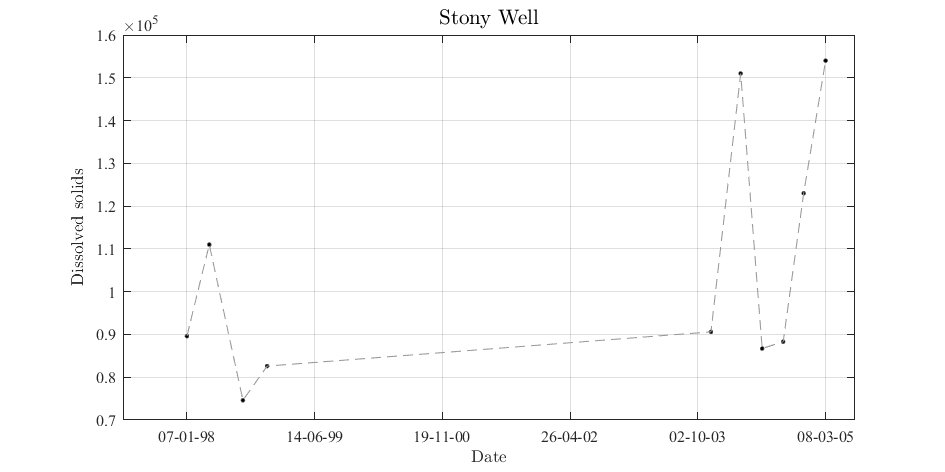 Stony Well
×10⁵
1.6
1.5
1.4
1.3
1.2
1.1
1
0.9
0.8
0.7
Dissolved solids
07-01-98 14-06-99 19-11-00 26-04-02 02-10-03 08-03-05
Date